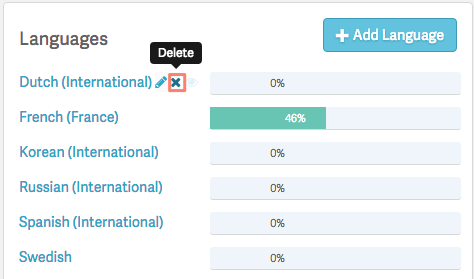 Languages
+ Add Language
Delete
Dutch (International) 0%
French (France) 46%
Korean (International) 0%
Russian (International) 0%
Spanish (International) 0%
Swedish 0%